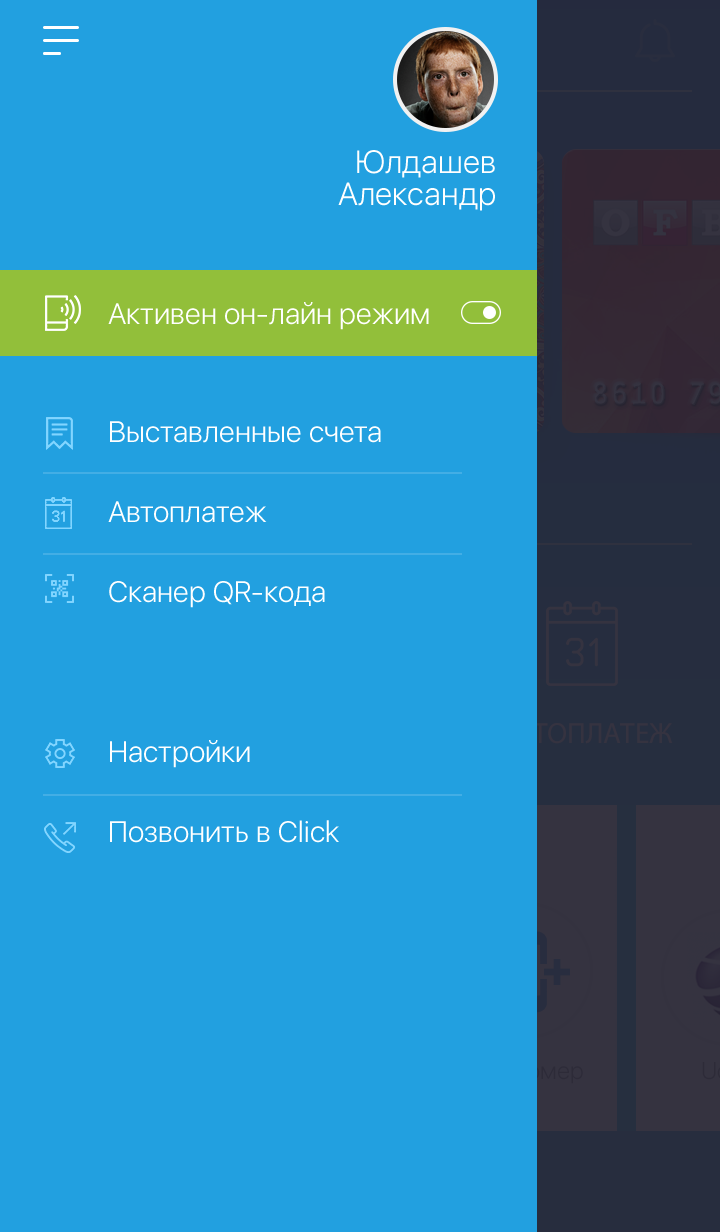 Юлдашев
Александр
Активен он-лайн режим
Выставленные счета
31
Автоплатеж
Сканер QR-кода
Настройки
Позвонить в Click
8610 79
31
ТОПЛАТЕЖ
мер